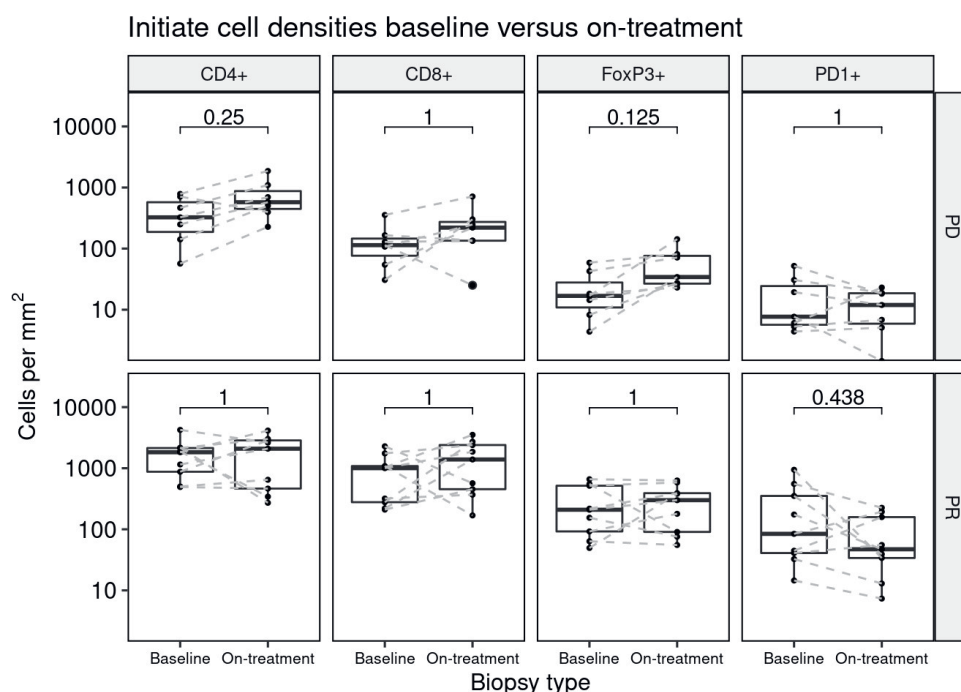 Initiate cell densities baseline versus on-treatment
CD4+ CD8+ FoxP3+ PD1+
0.25 1 0.125 1
10000
1000
100
10
PD
Cells per mm2
1 1 1 0.438
10000
1000
100
10
PR
Baseline On-treatment Baseline On-treatment Baseline On-treatment Baseline On-treatment
Biopsy type